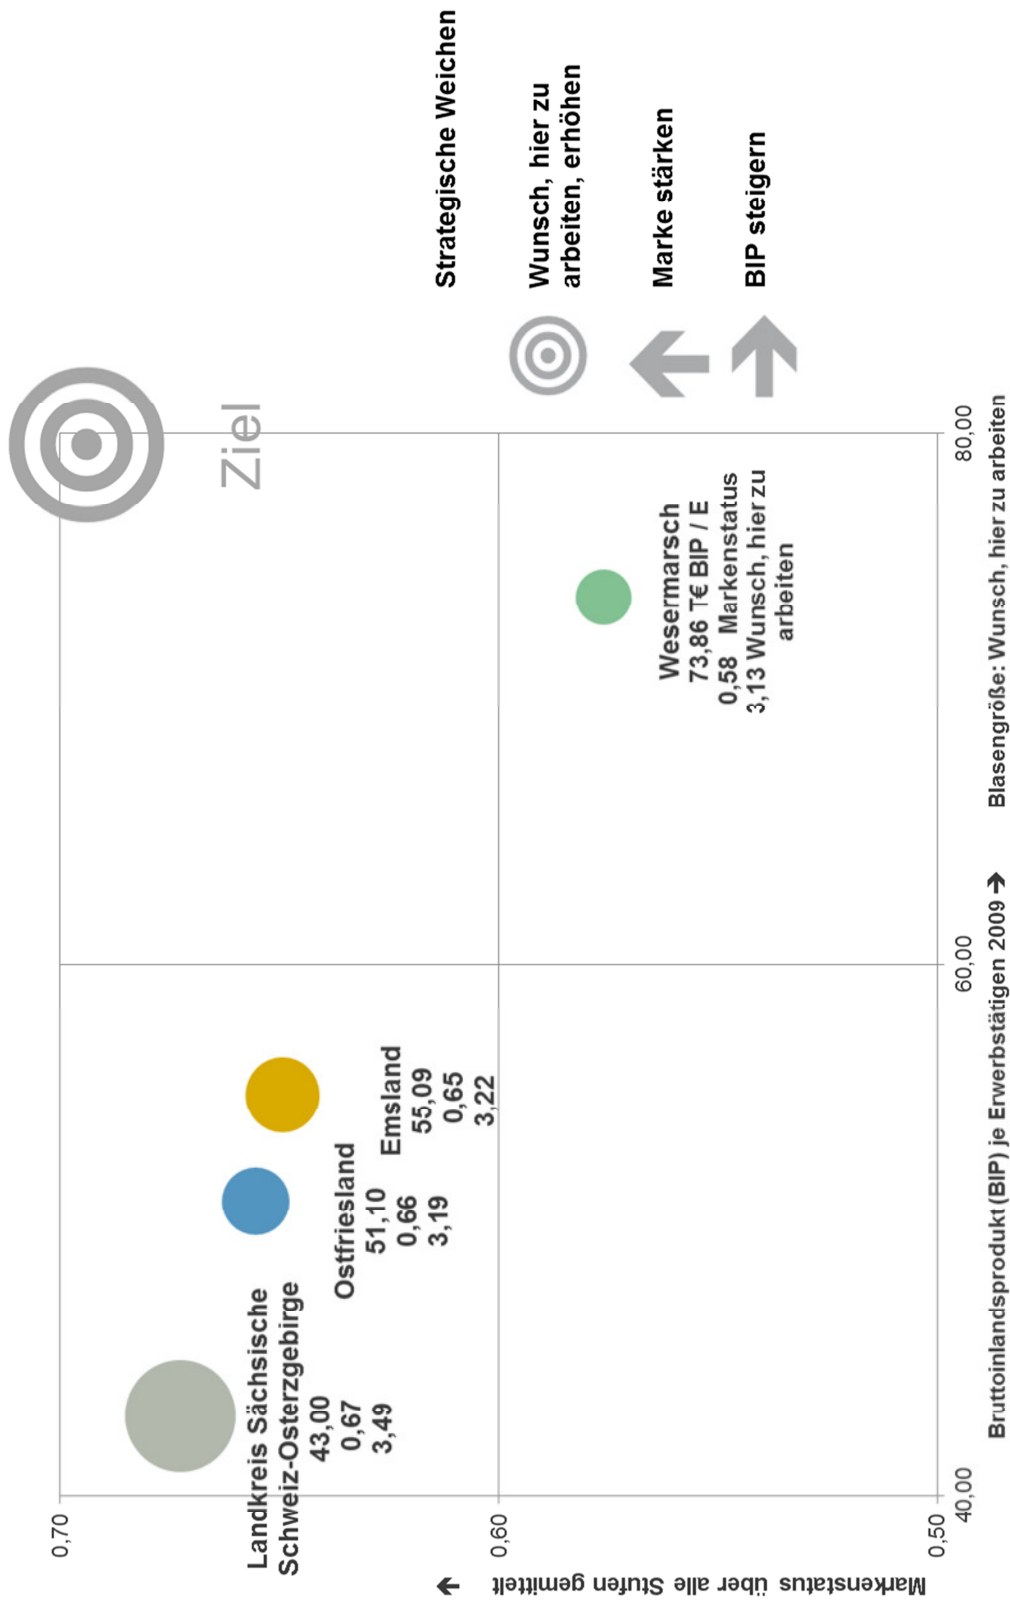 0,70
0,60
0,50
Markenstatus über alle Stufen gemittelt ➔
Landkreis Sächsische
Schweiz-Osterzgebirge
43,00
0,67
3,49
Ostfriesland
51,10
0,66
3,19
Emsland
55,09
0,65
3,22
Wesermarsch
73,86 T€ BIP / E
0,58 Markenstatus
3,13 Wunsch, hier zu
arbeiten
Ziel
40,00
60,00
80,00
Bruttoinlandsprodukt (BIP) je Erwerbstätigen 2009 ➔
Blasengröße: Wunsch, hier zu arbeiten
Strategische Weichen
Wunsch, hier zu
arbeiten, erhöhen
Marke stärken
BIP steigern